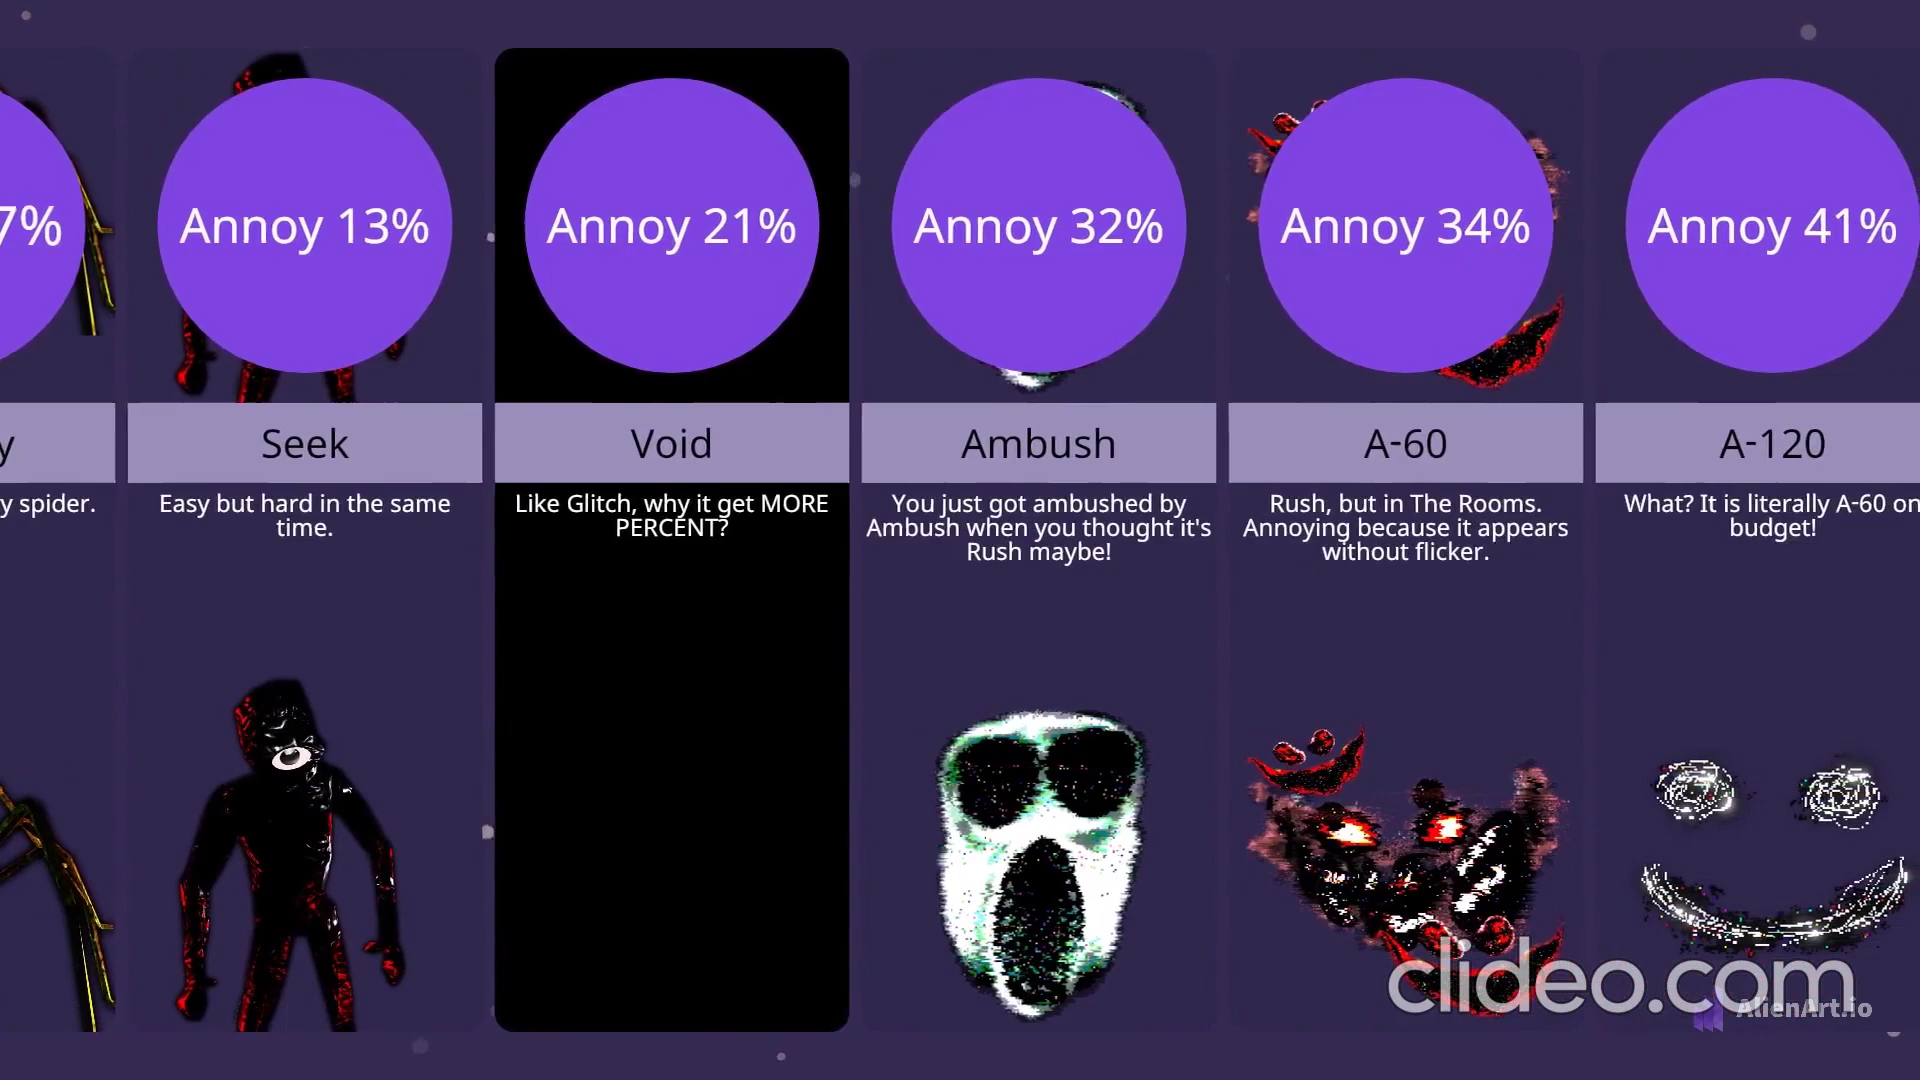 7%
Annoy 13%
Annoy 21%
Annoy 32%
Annoy 34%
Annoy 41%
y
Seek
Void
Ambush
A-60
A-120
y spider.
Easy but hard in the same
time.
Like Glitch, why it get MORE
PERCENT?
You just got ambushed by
Ambush when you thought it's
Rush maybe!
Rush, but in The Rooms.
Annoying because it appears
without flicker.
What? It is literally A-60 on
budget!
clideo.com
AlienArt.io